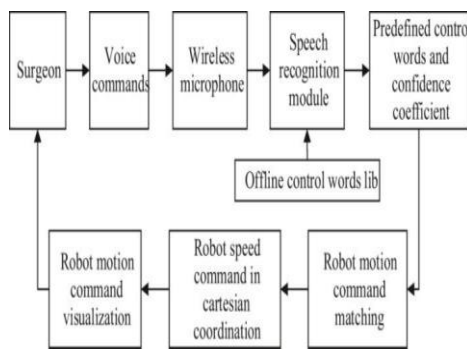 Surgeon
Voice
commands
Wireless
microphone
Speech
recognition
module
Predefined control
words and
confidence
coefficient
Offline control words lib
Robot motion
command
visualization
Robot speed
command in
cartesian
coordination
Robot motion
command
matching